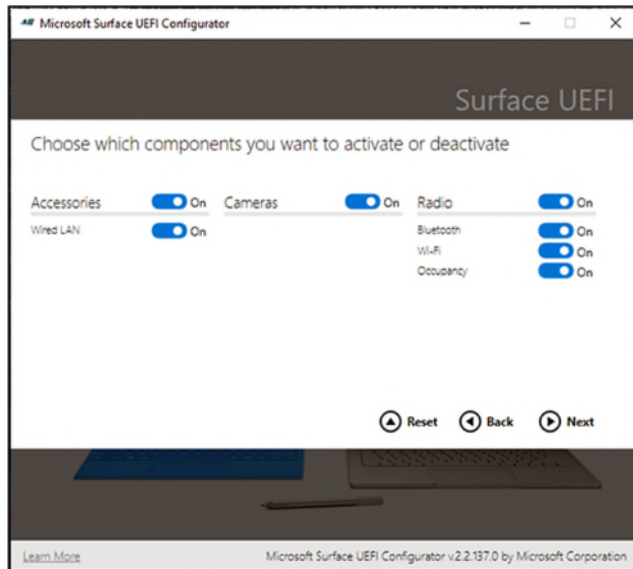 Microsoft Surface UEFI Configurator
Surface UEFI
Choose which components you want to activate or deactivate
Accessories On
Wired LAN On
Cameras On
Radio On
Bluetooth On
Wi-Fi On
Occupancy On
Reset Back Next
Learn More
Microsoft Surface UEFI Configurator v.2.2.137.0 by Microsoft Corporation